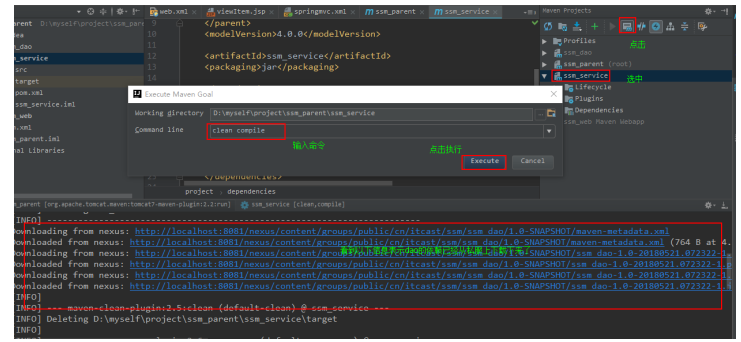 web.xml
viewItem.jsp
springmvc.xml
ssm_parent
ssm_service
Maven Projects
parent D:\myself\project\ssm_par
9 </parent>
10 <modelVersion>4.0.0</modelVersion>
Profiles
点击
dao
ssm_dao
ssm_service
12 <artifactId>ssm_service</artifactId>
ssm_parent (root)
src
13 <packaging>jar</packaging>
ssm_service
选中
target
14
Lifecycle
pom.xml
Execute Maven Goal
Plugins
ssm_service.iml
Working directory D:\myself\project\ssm_parent\ssm_service
Dependencies
web
ssm_web Maven Webapp
.xml
Command line clean compile
_parent.iml
输入命令
点击执行
nal Libraries
Execute
Cancel
</dependencies>
project dependencies
_parent [org.apache.tomcat.maven:tomcat7-maven-plugin:2.2:run]
ssm_service [clean,compile]
INFO] ------------------------------------------------------------------------
ownloading from nexus: http://localhost:8081/nexus/content/groups/public/cn/itcast/ssm/ssm_dao/1.0-SNAPSHOT/maven-metadata.xml
ownloaded from nexus: http://localhost:8081/nexus/content/groups/public/cn/itcast/ssm/ssm_dao/1.0-SNAPSHOT/maven-metadata.xml (764 B at 4.
看到以下信息表示dao的依赖已经从私服上下载下来了
ownloading from nexus: http://localhost:8081/nexus/content/groups/public/cn/itcast/ssm/ssm_dao/1.0-SNAPSHOT/ssm_dao-1.0-20180521.072322-1
ownloaded from nexus: http://localhost:8081/nexus/content/groups/public/cn/itcast/ssm/ssm_dao/1.0-SNAPSHOT/ssm_dao-1.0-20180521.072322-1.
ownloading from nexus: http://localhost:8081/nexus/content/groups/public/cn/itcast/ssm/ssm_dao/1.0-SNAPSHOT/ssm_dao-1.0-20180521.072322-1
ownloaded from nexus: http://localhost:8081/nexus/content/groups/public/cn/itcast/ssm/ssm_dao/1.0-SNAPSHOT/ssm_dao-1.0-20180521.072322-1.
INFO]
INFO] --- maven-clean-plugin:2.5:clean (default-clean) @ ssm_service ---
INFO] Deleting D:\myself\project\ssm_parent\ssm_service\target
INFO]